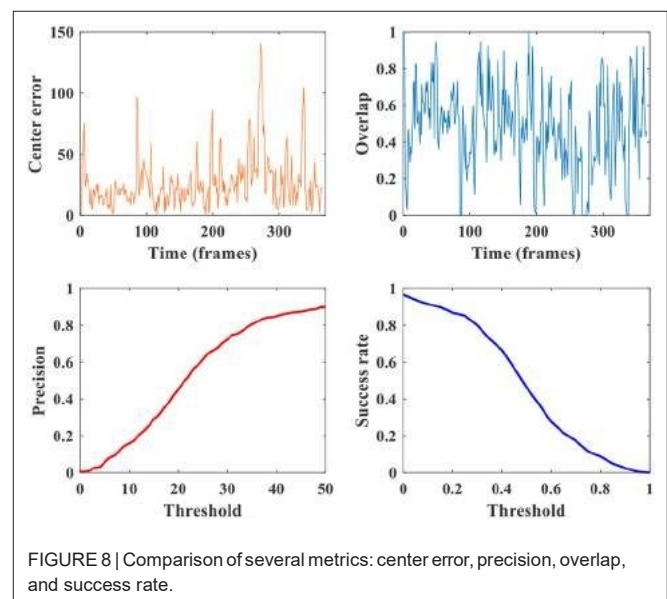 150
100
50
0
Center error
0 100 200 300
Time (frames)
1
0.8
0.6
0.4
0.2
0
Overlap
0 100 200 300
Time (frames)
1
0.8
0.6
0.4
0.2
0
Precision
0 10 20 30 40 50
Threshold
1
0.8
0.6
0.4
0.2
0
Success rate
0 0.2 0.4 0.6 0.8 1
Threshold
FIGURE 8 | Comparison of several metrics: center error, precision, overlap,
and success rate.